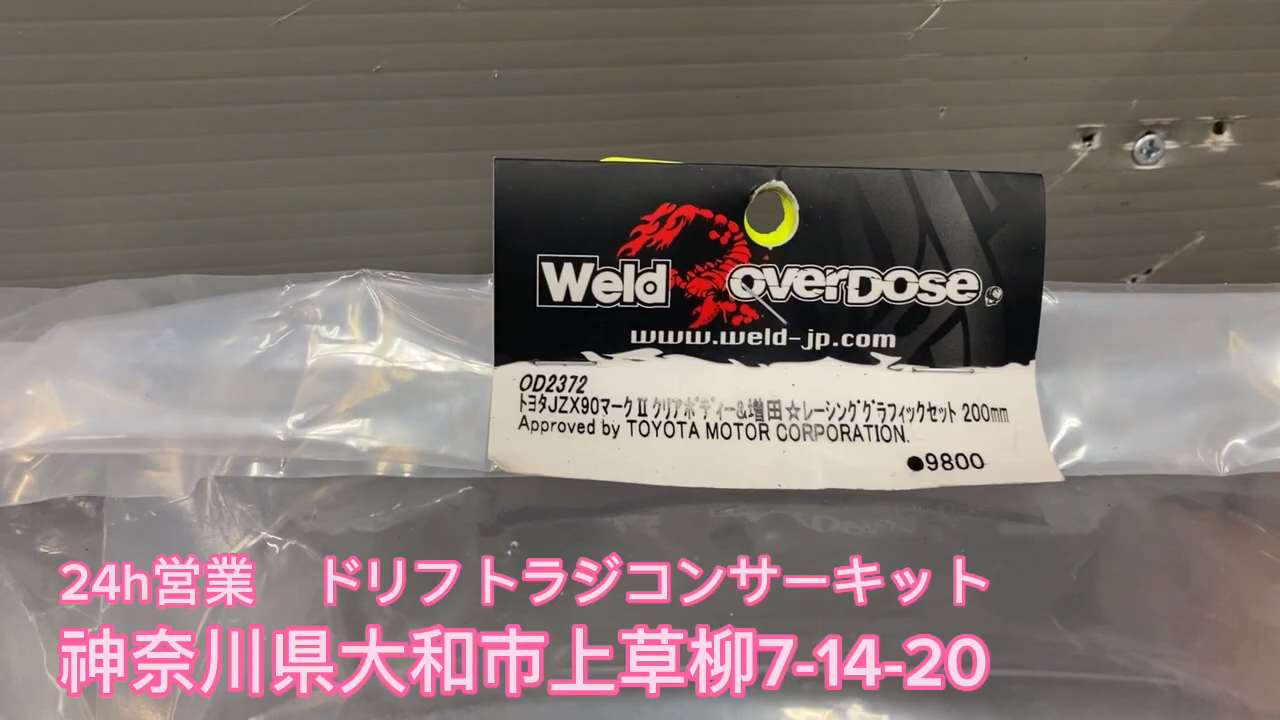 Weld OVERDOSE.
www.weld-jp.com
OD2372
トヨタJZX90マークⅡクリアボディー&増田☆レーシンググラフィックセット 200mm
Approved by TOYOTA MOTOR CORPORATION.
●9800
24h営業　ドリフトラジコンサーキット
神奈川県大和市上草柳7-14-20